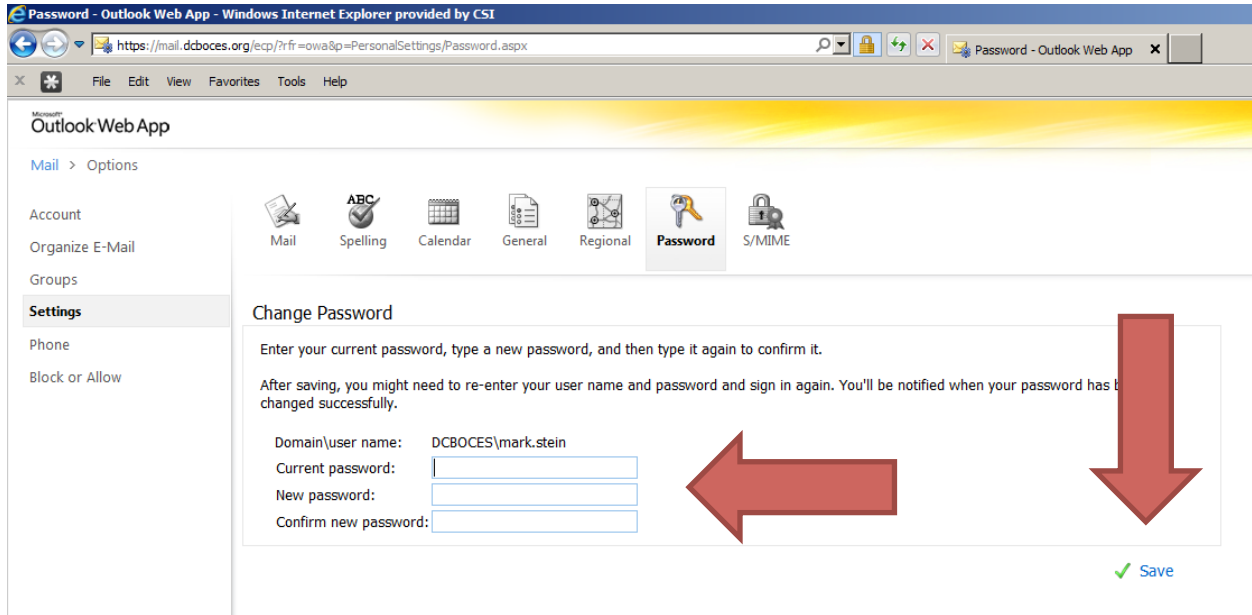 Password - Outlook Web App - Windows Internet Explorer provided by CSI
https://mail.dcboces.org/ecp/?rfr=owa&p=PersonalSettings/Password.aspx
Password - Outlook Web App
File Edit View Favorites Tools Help
Microsoft
Outlook Web App
Mail > Options
Account
Organize E-Mail
Groups
Settings
Phone
Block or Allow
Mail
ABC
Spelling
Calendar
General
Regional
Password
S/MIME
Change Password
Enter your current password, type a new password, and then type it again to confirm it.
After saving, you might need to re-enter your user name and password and sign in again. You'll be notified when your password has
changed successfully.
Domain\user name: DCBOCES\mark.stein
Current password:
New password:
Confirm new password:
Save